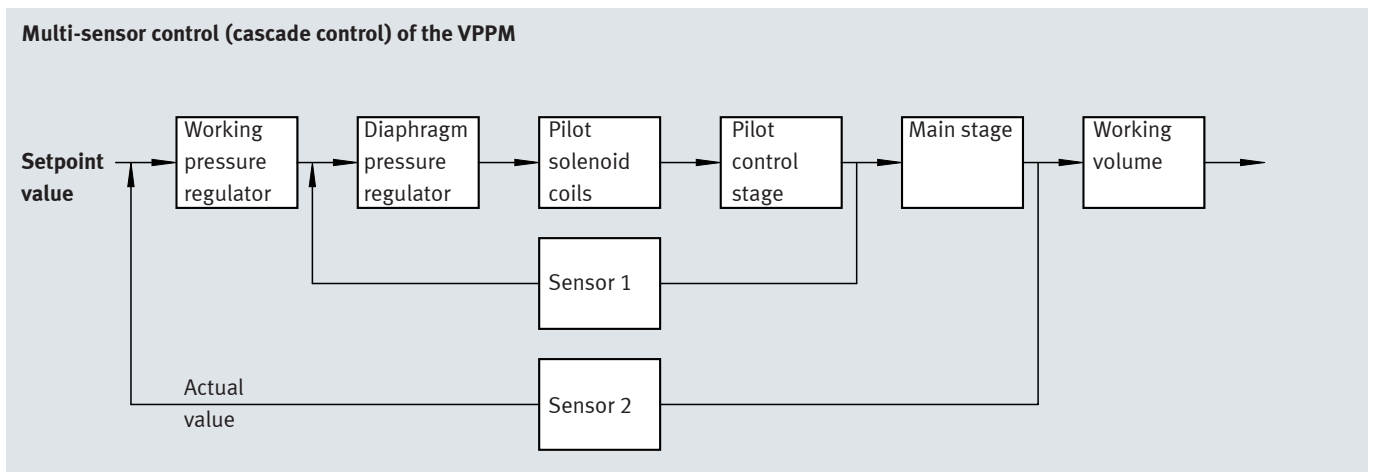 Multi-sensor control (cascade control) of the VPPM
Setpoint
value
Working
pressure
regulator
Diaphragm
pressure
regulator
Pilot
solenoid
coils
Pilot
control
stage
Main stage
Working
volume
Sensor 1
Actual
value
Sensor 2